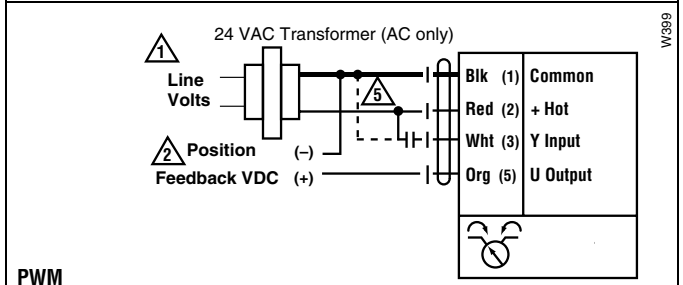 24 VAC Transformer (AC only)
W399
1
Line
Volts
5
2
Position (–)
Feedback VDC (+)
Blk (1) Common
Red (2) + Hot
Wht (3) Y Input
Org (5) U Output
PWM